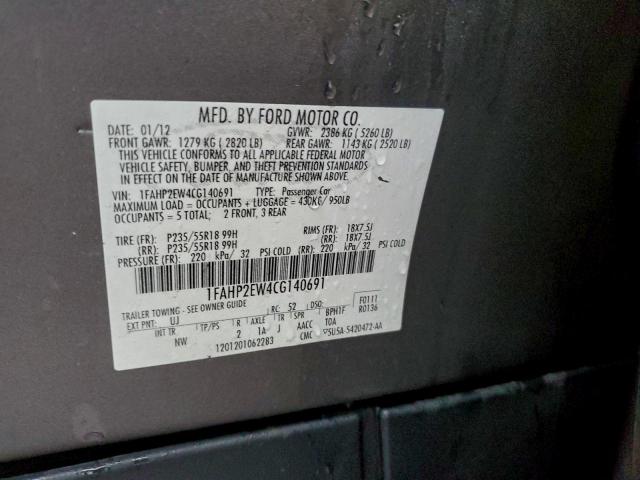 MFD. BY FORD MOTOR CO.
DATE: 01/12 GVWR: 2386 KG ( 5260 LB)
FRONT GAWR: 1279 KG ( 2820 LB) REAR GAWR: 1143 KG ( 2520 LB)
THIS VEHICLE CONFORMS TO ALL APPLICABLE FEDERAL MOTOR
VEHICLE SAFETY, BUMPER, AND THEFT PREVENTION STANDARDS
IN EFFECT ON THE DATE OF MANUFACTURE SHOWN ABOVE.
VIN: 1FAHP2EW4CG140691 TYPE: Passenger Car
MAXIMUM LOAD = OCCUPANTS + LUGGAGE = 430KG/ 950LB
OCCUPANTS = 5 TOTAL: 2 FRONT, 3 REAR
TIRE (FR): P235/55R18 99H RIMS (FR): 18X7.5J
(RR): P235/55R18 99H (RR): 18X7.5J
PRESSURE (FR): 220 kPa/ 32 PSI COLD (RR): 220 kPa/ 32 PSI COLD
1FAHP2EW4CG140691
TRAILER TOWING - SEE OWNER GUIDE
RC: 52 DSO: F0111
EXT PNT: UJ R0136
INT TR TP/PS R AXLE TR SPR BPH1F
NW 2 1A J AACC TOA
1201201062283 CMC SU5A-5420472-AA